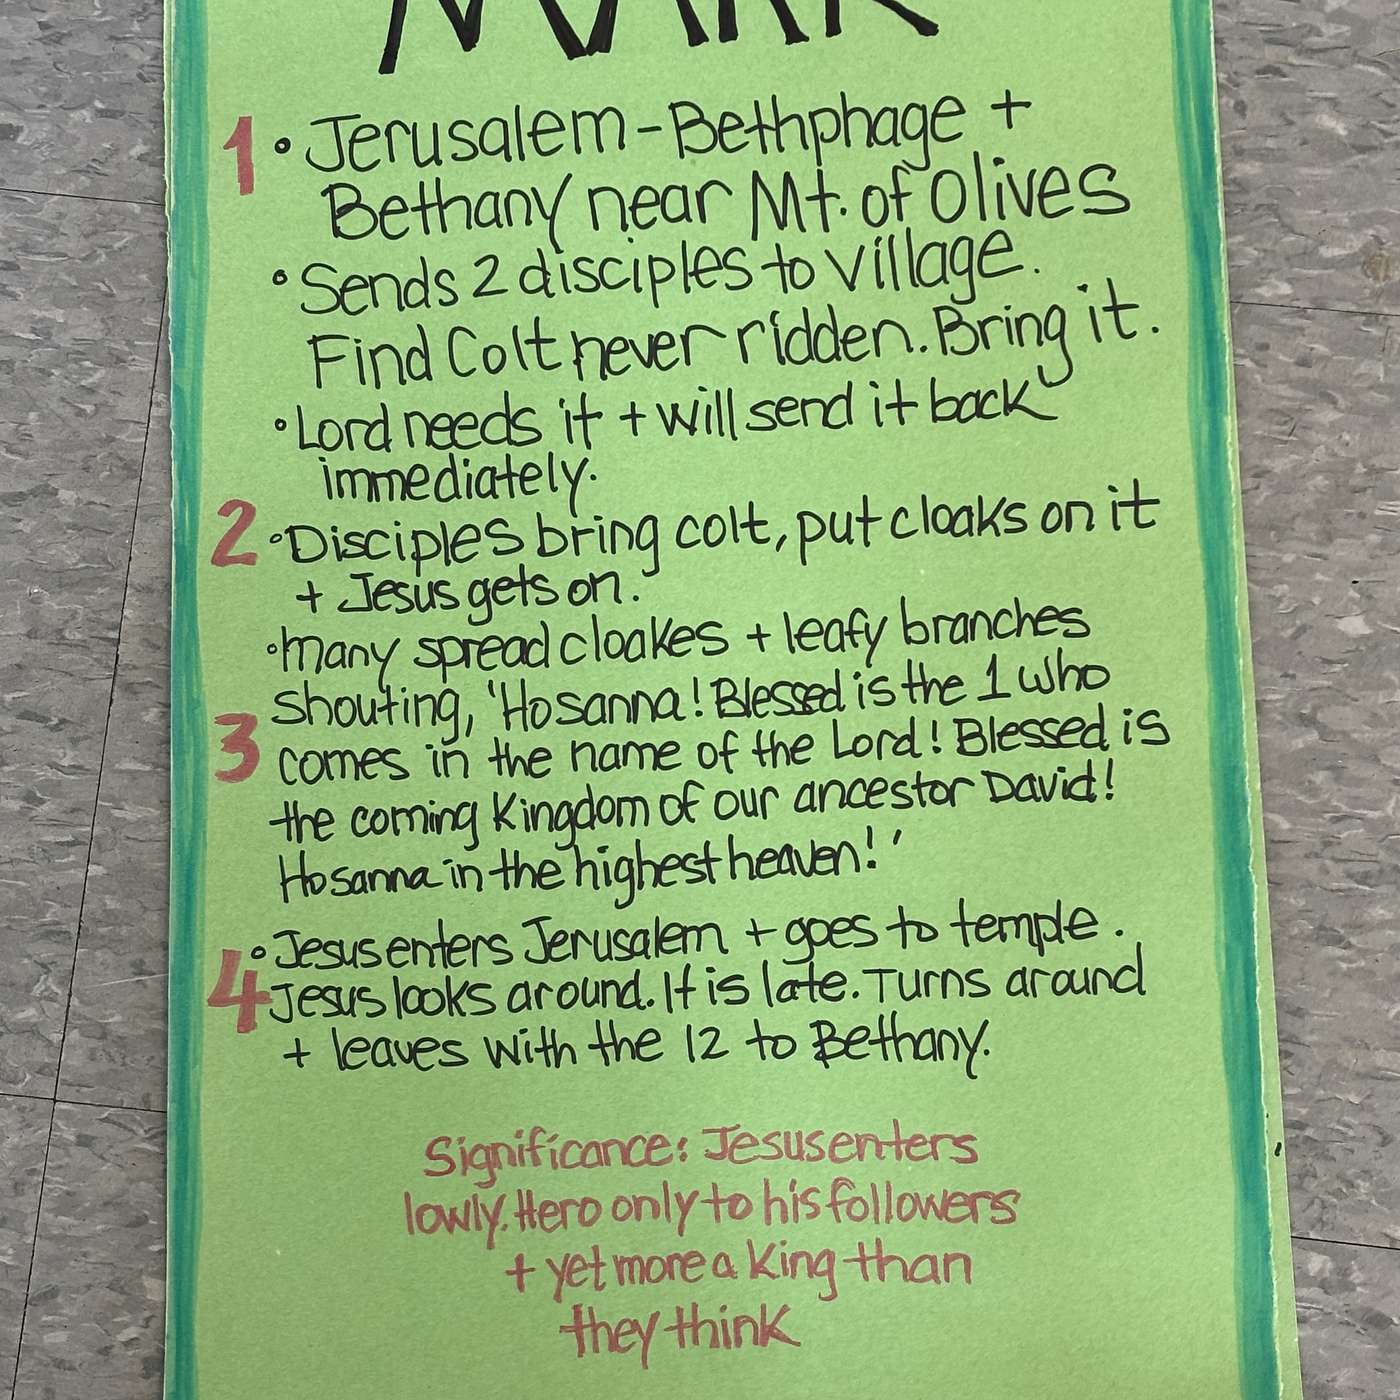 MARK
1 • Jerusalem - Bethphage +
Bethany near Mt. of Olives
• Sends 2 disciples to village.
Find Colt never ridden. Bring it.
• Lord needs it + will send it back
immediately.
2 • Disciples bring colt, put cloaks on it
+ Jesus gets on.
• Many spread cloakes + leafy branches
shouting, 'Hosanna! Blessed is the 1 who
3 comes in the name of the Lord! Blessed is
the coming Kingdom of our ancestor David!
Hosanna in the highest heaven!'
4 • Jesus enters Jerusalem + goes to temple.
Jesus looks around. It is late. Turns around
+ leaves with the 12 to Bethany.
Significance: Jesus enters
lowly. Hero only to his followers
+ yet more a King than
they think